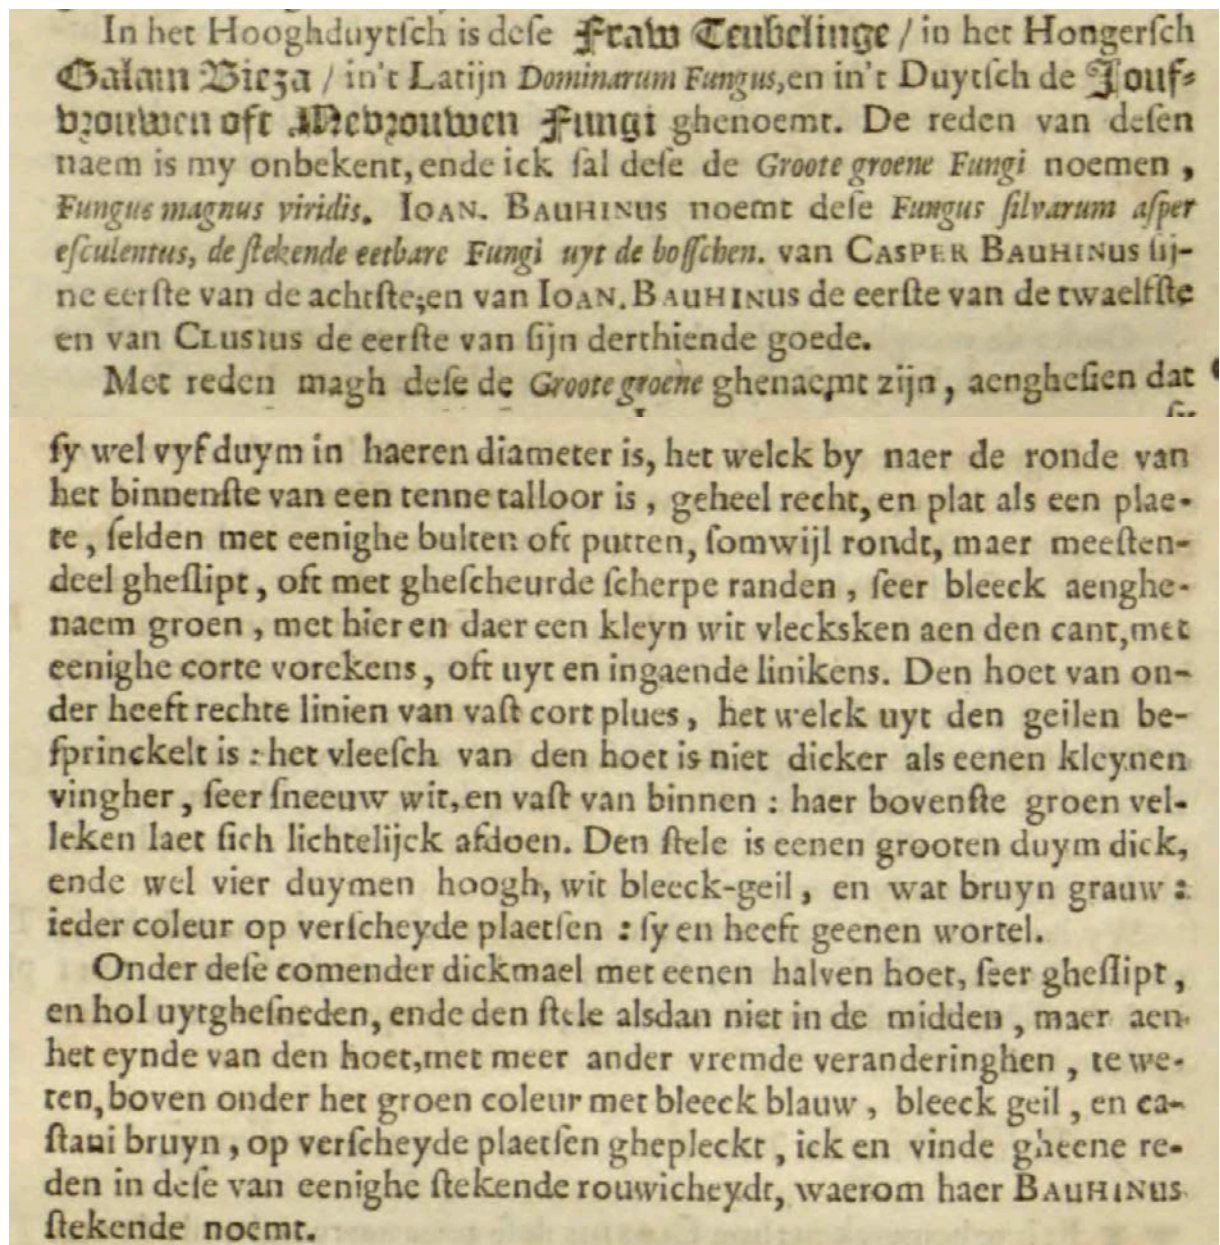 In het Hooghduytſch is deſe Fraw Teubelinge / in het Hongerſch
Galam Bicza / in't Latijn Dominarum Fungus, en in't Duytſch de Jouf-
vrouwen oft Mevrouwen Fungi ghenoemt. De reden van deſen
naem is my onbekent, ende ick ſal deſe de Groote groene Fungi noemen,
Fungus magnus viridis. IOAN. BAUHINUS noemt deſe Fungus ſilvarum aſper
eſculentus, de ſtekende eetbare Fungi uyt de boſſchen. van CASPER BAUHINUS ſij-
ne eerſte van de achtſte; en van IOAN. BAUHINUS de eerſte van de twaelfſte
en van CLUSIUS de eerſte van ſijn derthiende goede.
Met reden magh deſe de Groote groene ghenaemt zijn, aengheſien dat
ſy
ſy wel vyf duym in haeren diameter is, het welck by naer de ronde van
het binnenſte van een tenne talloor is, geheel recht, en plat als een plae-
te, ſelden met eenighe bulten oft putten, ſomwijl rondt, maer meeſten-
deel gheſlipt, oft met gheſcheurde ſcherpe randen, ſeer bleeck aenghe-
naem groen, met hier en daer een kleyn wit vleckſken aen den cant, met
eenighe corte vorekens, oft uyt en ingaende linikens. Den hoet van on-
der heeft rechte linien van vaſt cort plues, het welck uyt den geilen be-
ſprinckelt is: het vleeſch van den hoet is niet dicker als eenen kleynen
vingher, ſeer ſneeuw wit, en vaſt van binnen: haer bovenſte groen vel-
leken laet ſich lichtelijck afdoen. Den ſtele is eenen grooten duym dick,
ende wel vier duymen hoogh, wit bleeck-geil, en wat bruyn grauw:
ieder coleur op verſcheyde plaetſen: ſy en heeft geenen wortel.
Onder deſe comender dickmael met eenen halven hoet, ſeer gheſlipt,
en hol uytgheſneden, ende den ſtele alsdan niet in de midden, maer aen
het eynde van den hoet, met meer ander vremde veranderinghen, te we-
ten, boven onder het groen coleur met bleeck blauw, bleeck geil, en ca-
ſtani bruyn, op verſcheyde plaetſen ghepleckt, ick en vinde gheene re-
den in deſe van eenighe ſtekende rouwicheydt, waerom haer BAUHINUS
ſtekende noemt.